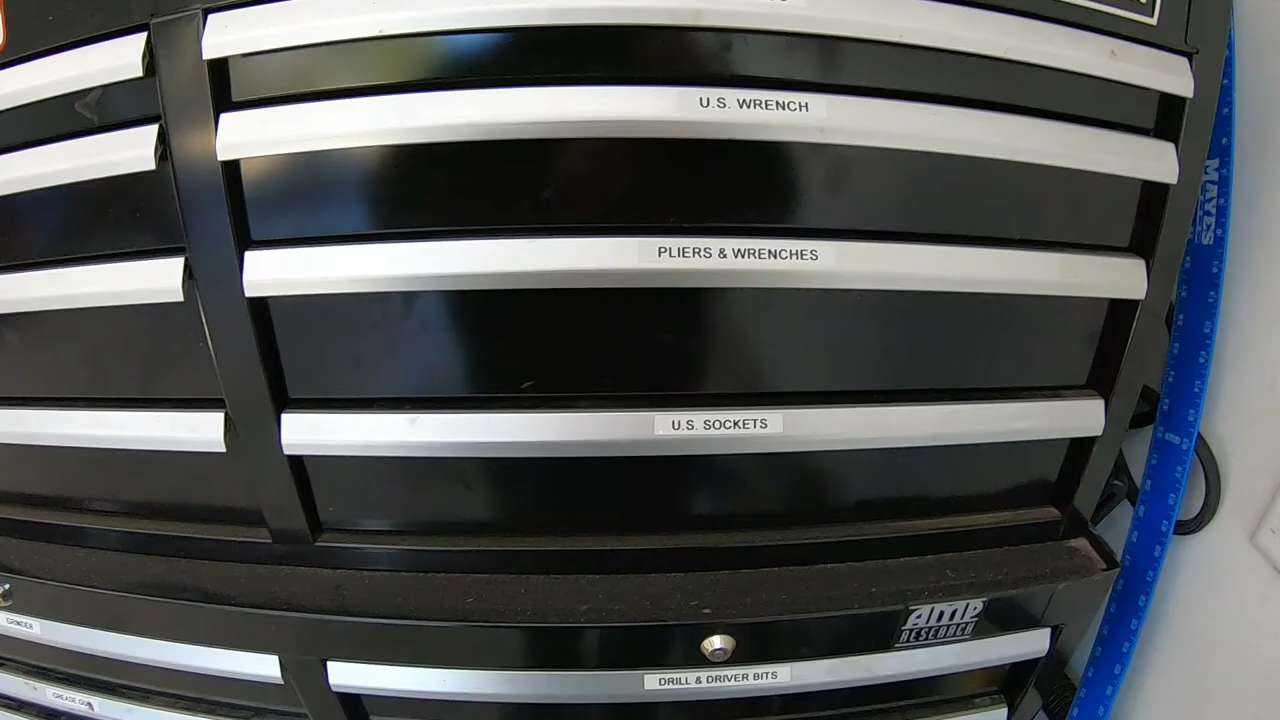 U.S. WRENCH
PLIERS & WRENCHES
MAYES
U.S. SOCKETS
AMP
RESEARCH
GRINDER
DRILL & DRIVER BITS
GREASE GUN